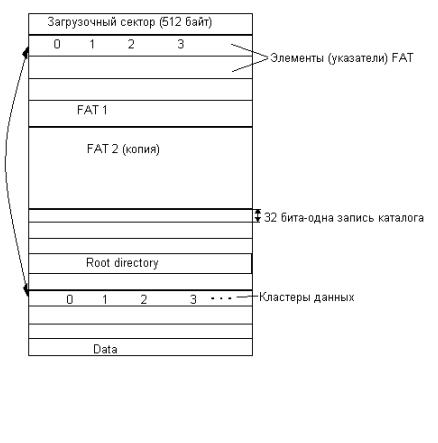 Загрузочный сектор (512 байт)
0 1 2 3
Элементы (указатели) FAT
FAT 1
FAT 2 (копия)
32 бита-одна запись каталога
Root directory
0 1 2 3 . . .
Кластеры данных
Data